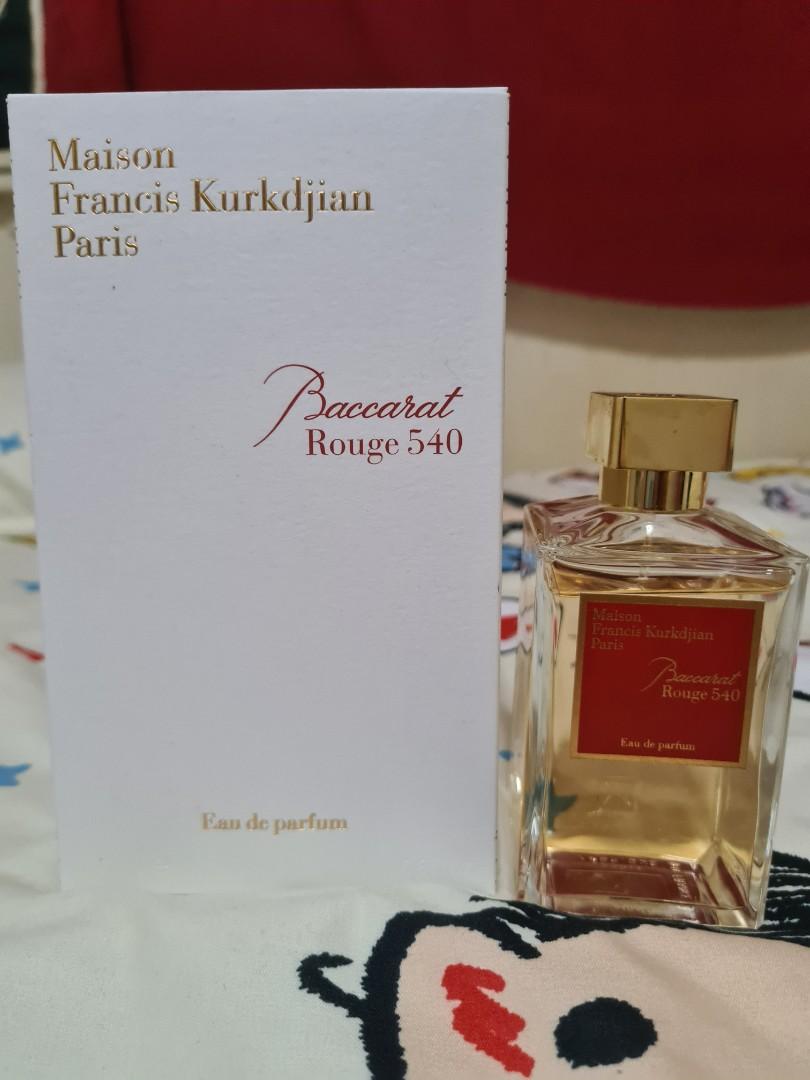 Maison
Francis Kurkdjian
Paris
Baccarat
Rouge 540
Eau de parfum
Maison
Francis Kurkdjian
Paris
Baccarat
Rouge 540
Eau de parfum